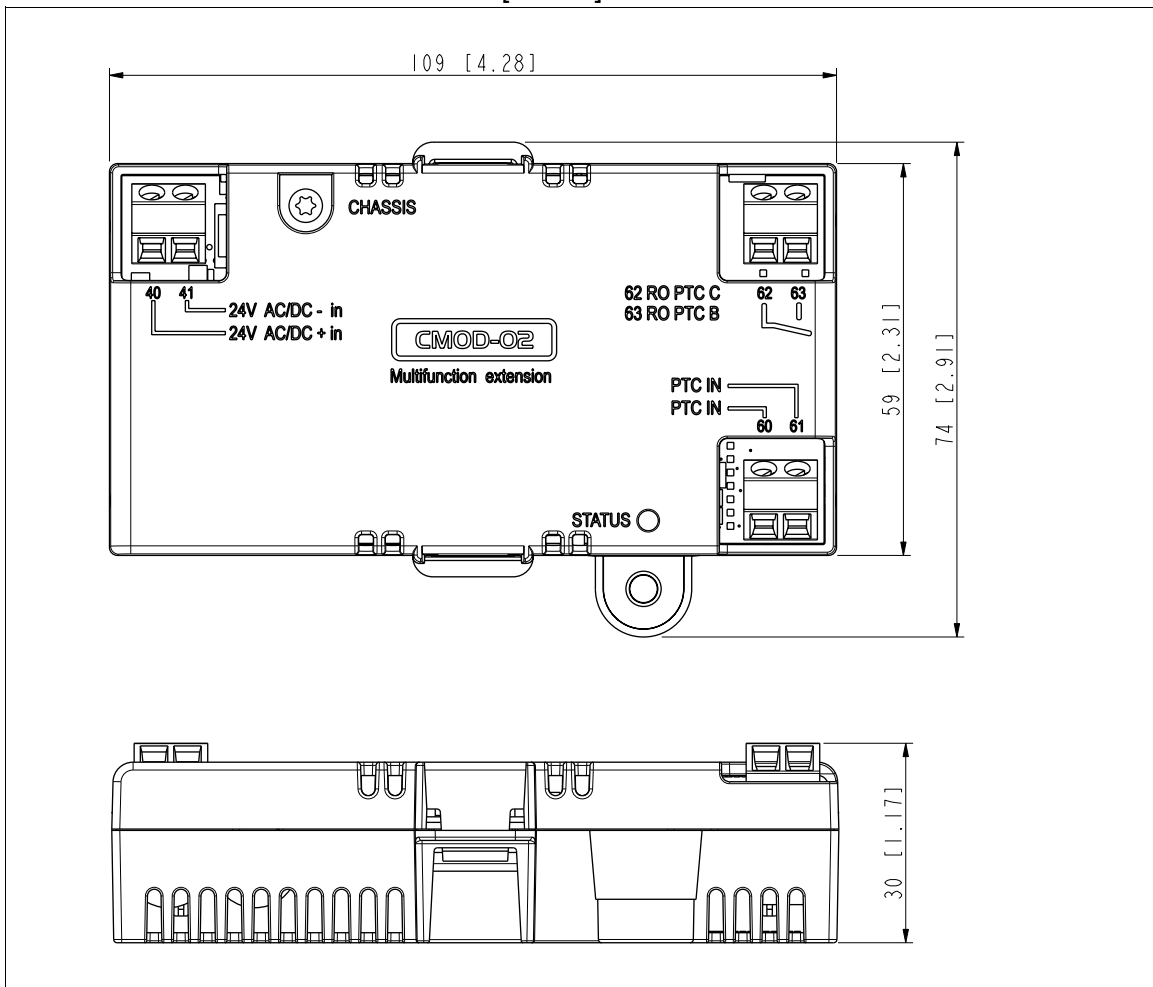 109 [4.28]
CHASSIS
40 41
24V AC/DC - in
24V AC/DC + in
62 RO PTC C
63 RO PTC B
62 63
CMOD-02
Multifunction extension
PTC IN
PTC IN
60 61
STATUS
59 [2.31]
74 [2.91]
30 [1.17]